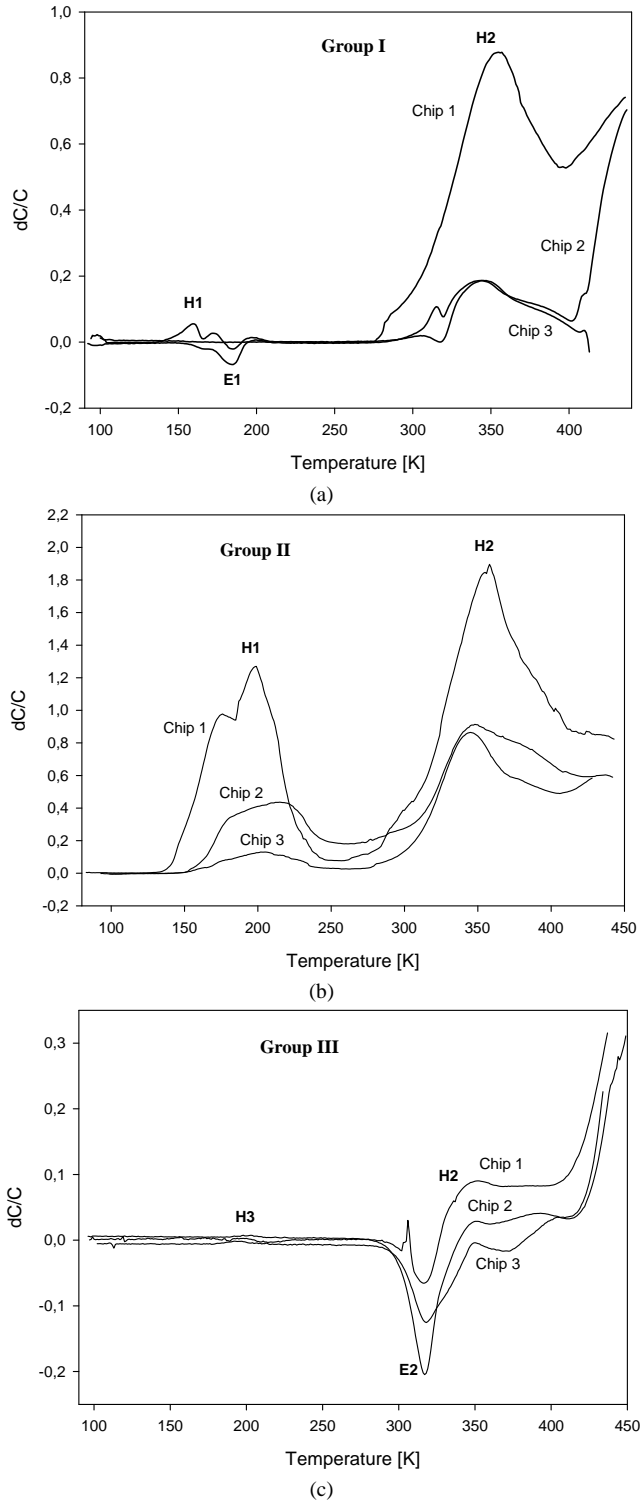 Group I
H2
Chip 1
Chip 2
H1
Chip 3
E1
1,0
0,8
0,6
0,4
0,2
0,0
-0,2
dC/C
100 150 200 250 300 350 400
Temperature [K]
(a)
Group II
H2
H1
Chip 1
Chip 2
Chip 3
2,2
2,0
1,8
1,6
1,4
1,2
1,0
0,8
0,6
0,4
0,2
0,0
-0,2
dC/C
100 150 200 250 300 350 400 450
Temperature [K]
(b)
Group III
H2
Chip 1
H3
Chip 2
Chip 3
E2
0,3
0,2
0,1
0,0
-0,1
-0,2
dC/C
100 150 200 250 300 350 400 450
Temperature [K]
(c)